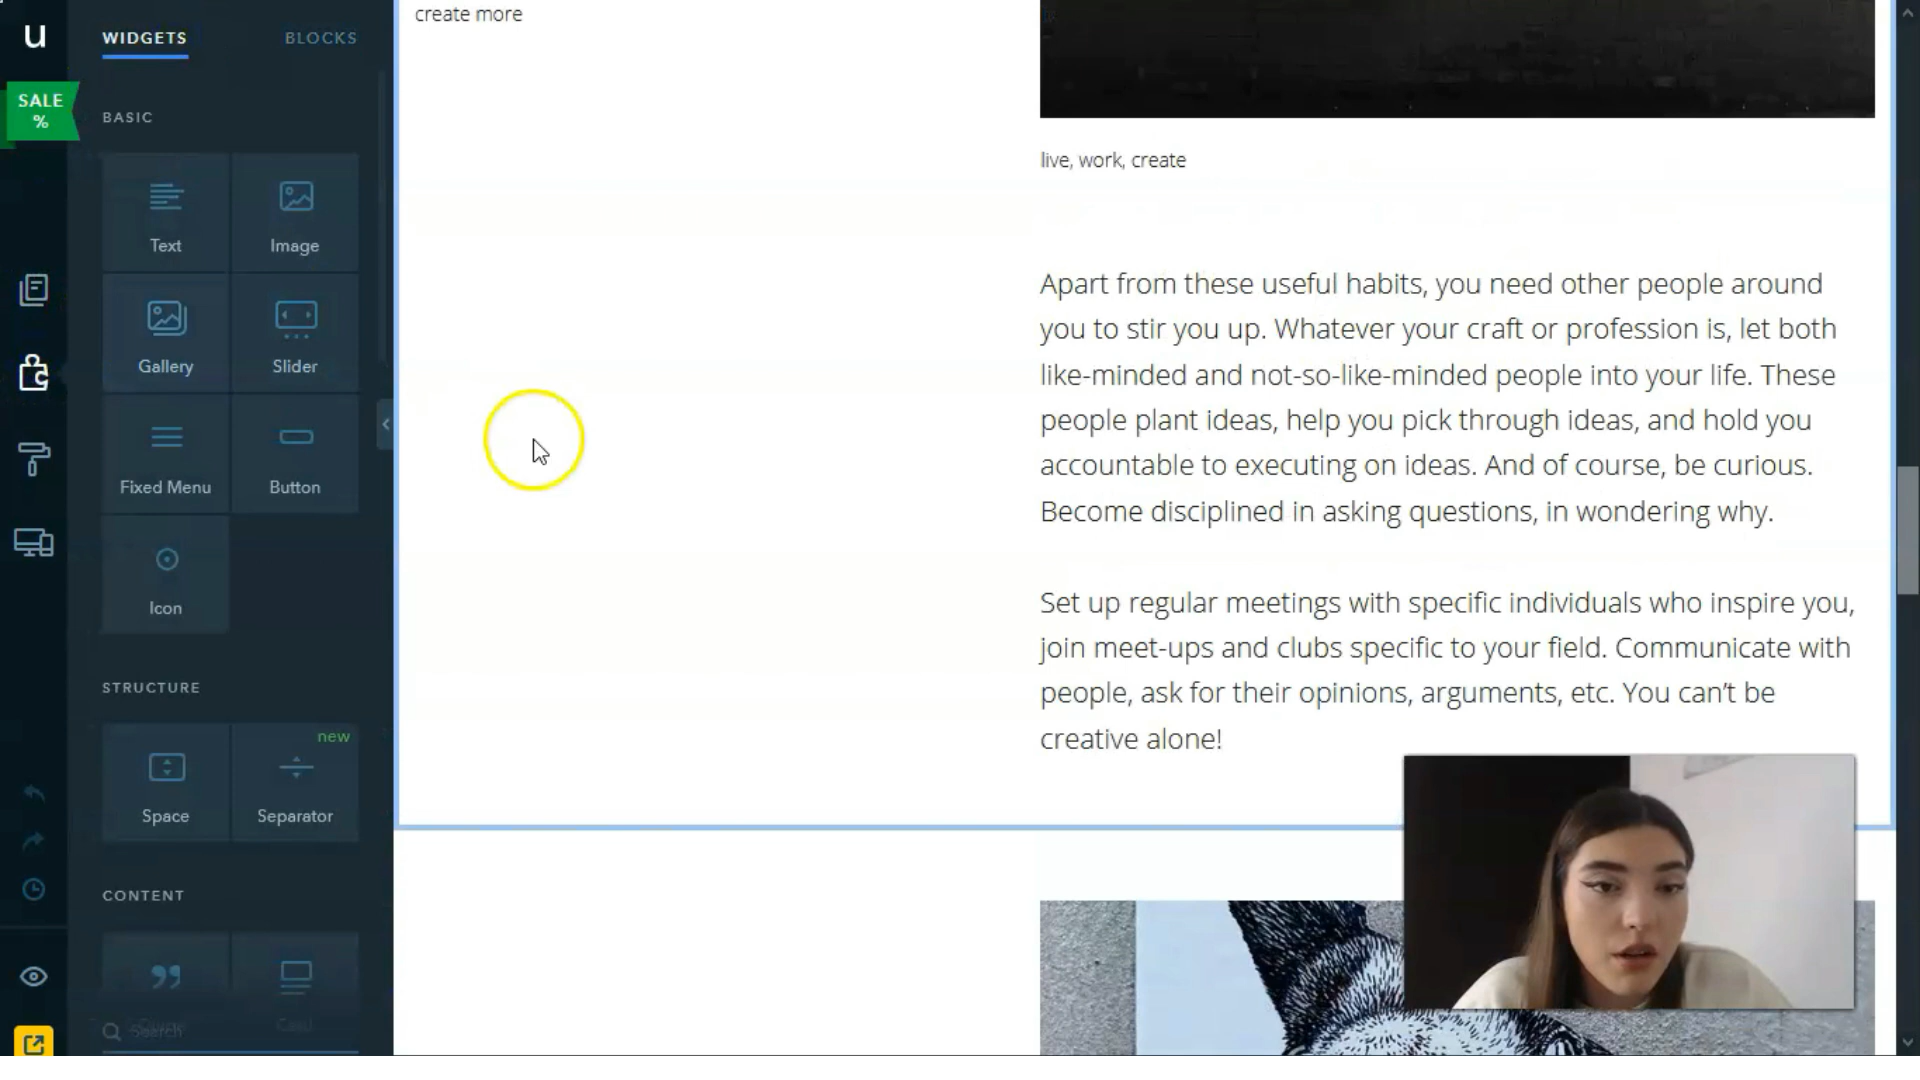 u
WIDGETS
BLOCKS
SALE
%
BASIC
Text
Image
Gallery
Slider
Fixed Menu
Button
Icon
STRUCTURE
new
Space
Separator
CONTENT
Search
Card
create more
live, work, create
Apart from these useful habits, you need other people around
you to stir you up. Whatever your craft or profession is, let both
like-minded and not-so-like-minded people into your life. These
people plant ideas, help you pick through ideas, and hold you
accountable to executing on ideas. And of course, be curious.
Become disciplined in asking questions, in wondering why.
Set up regular meetings with specific individuals who inspire you,
join meet-ups and clubs specific to your field. Communicate with
people, ask for their opinions, arguments, etc. You can’t be
creative alone!